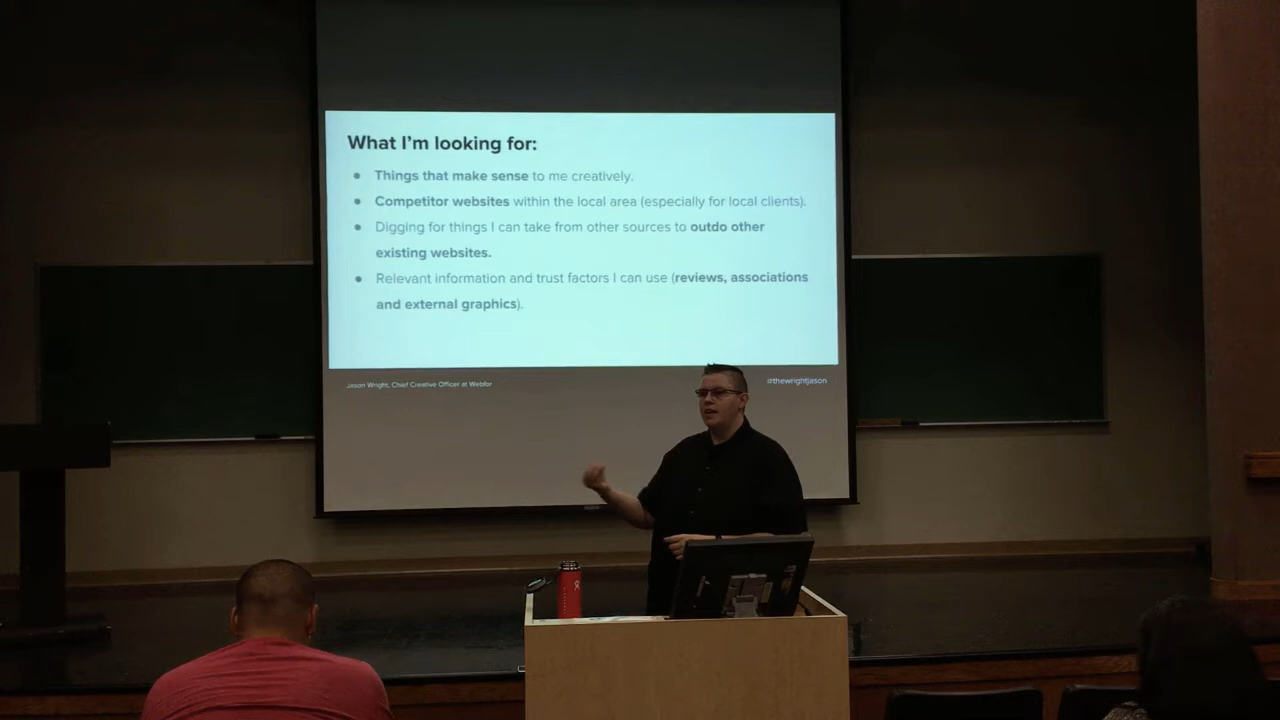 What I'm looking for:
● Things that make sense to me creatively.
● Competitor websites within the local area (especially for local clients).
● Digging for things I can take from other sources to outdo other
existing websites.
● Relevant information and trust factors I can use (reviews, associations
and external graphics).
Jason Wright, Chief Creative Officer at Webfor
@thewrightjason